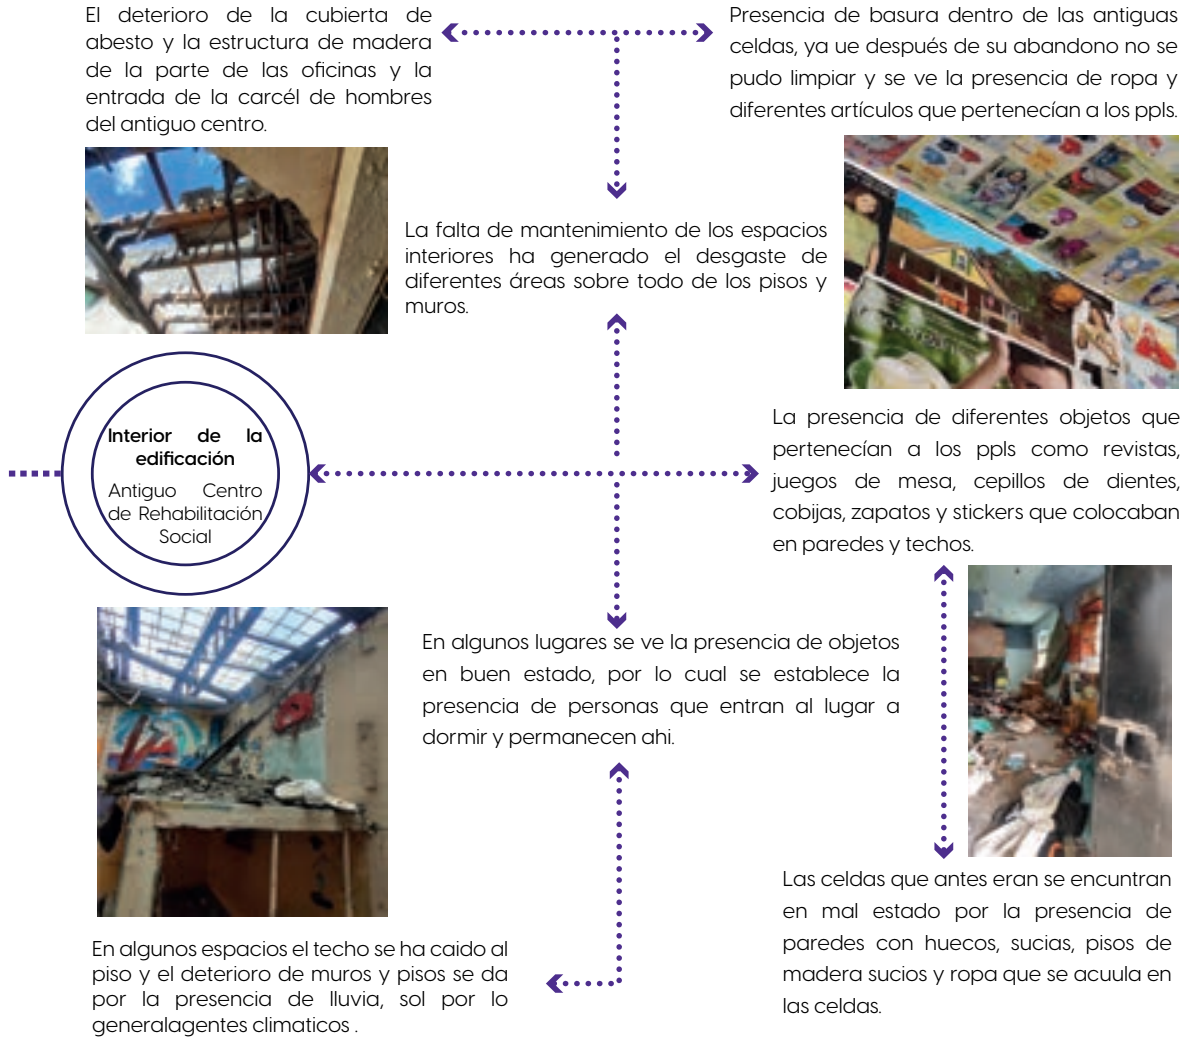 El deterioro de la cubierta de
abesto y la estructura de madera
de la parte de las oficinas y la
entrada de la carcél de hombres
del antiguo centro.
Presencia de basura dentro de las antiguas
celdas, ya ue después de su abandono no se
pudo limpiar y se ve la presencia de ropa y
diferentes artículos que pertenecían a los ppls.
La falta de mantenimiento de los espacios
interiores ha generado el desgaste de
diferentes áreas sobre todo de los pisos y
muros.
Interior de la
edificación
Antiguo Centro
de Rehabilitación
Social
La presencia de diferentes objetos que
pertenecían a los ppls como revistas,
juegos de mesa, cepillos de dientes,
cobijas, zapatos y stickers que colocaban
en paredes y techos.
En algunos lugares se ve la presencia de objetos
en buen estado, por lo cual se establece la
presencia de personas que entran al lugar a
dormir y permanecen ahi.
Las celdas que antes eran se encuntran
en mal estado por la presencia de
paredes con huecos, sucias, pisos de
madera sucios y ropa que se acuula en
las celdas.
En algunos espacios el techo se ha caido al
piso y el deterioro de muros y pisos se da
por la presencia de lluvia, sol por lo
generalagentes climaticos .